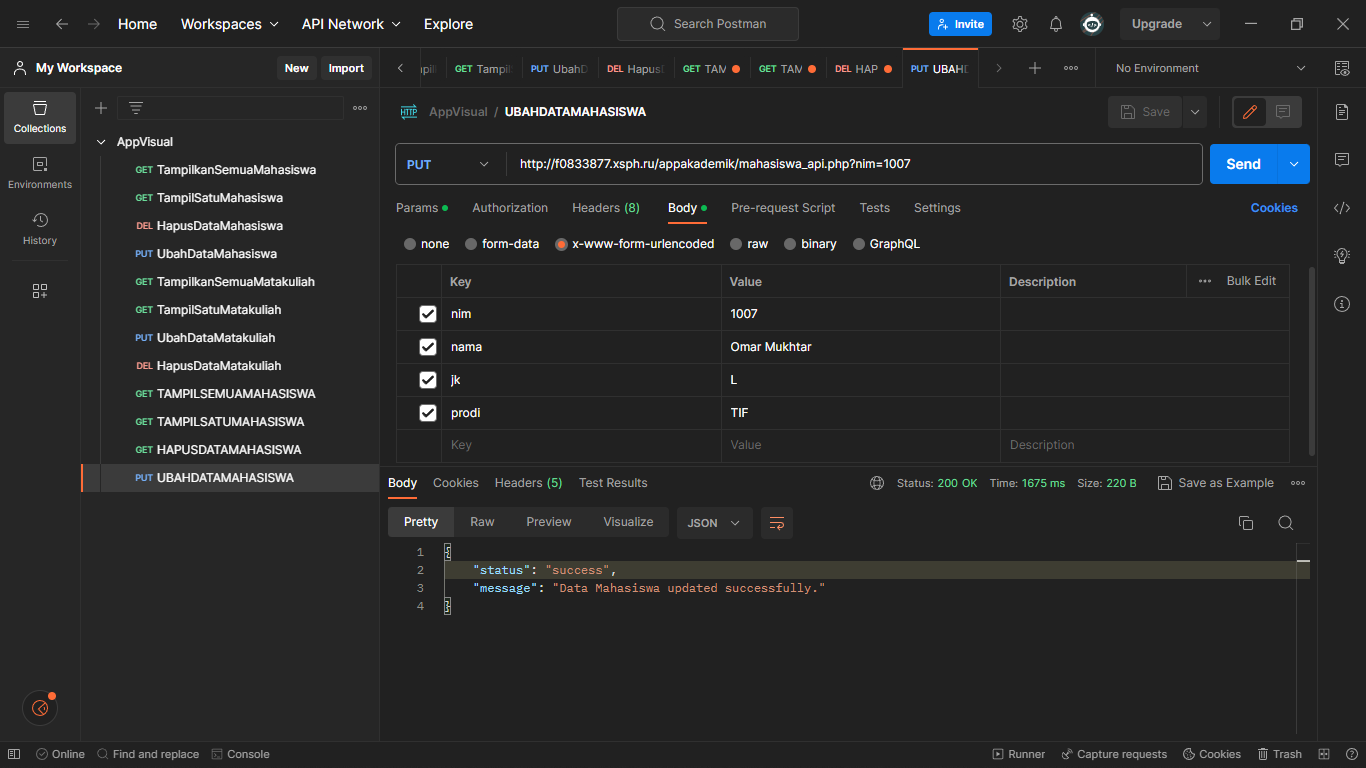 Home Workspaces API Network Explore Search Postman Invite Upgrade
My Workspace New Import
GET Tampil PUT UbahD DEL Hapus GET TAM GET TAM DEL HAP PUT UBAHD No Environment
Collections
Environments
History
AppVisual
GET TampilkanSemuaMahasiswa
GET TampilSatuMahasiswa
DEL HapusDataMahasiswa
PUT UbahDataMahasiswa
GET TampilkanSemuaMatakuliah
GET TampilSatuMatakuliah
PUT UbahDataMatakuliah
DEL HapusDataMatakuliah
GET TAMPILSEMUAMAHASISWA
GET TAMPILSATUMAHASISWA
GET HAPUSDATAMAHASISWA
PUT UBAHDATAMAHASISWA
HTTP AppVisual / UBAHDATAMAHASISWA Save
PUT http://f0833877.xsph.ru/appakademik/mahasiswa_api.php?nim=1007 Send
Params Authorization Headers (8) Body Pre-request Script Tests Settings Cookies
none form-data x-www-form-urlencoded raw binary GraphQL
Key Value Description Bulk Edit
nim 1007
nama Omar Mukhtar
jk L
prodi TIF
Key Value Description
Body Cookies Headers (5) Test Results Status: 200 OK Time: 1675 ms Size: 220 B Save as Example
Pretty Raw Preview Visualize JSON
1 {
2 "status": "success",
3 "message": "Data Mahasiswa updated successfully."
4 }
Online Find and replace Console Runner Capture requests Cookies Trash